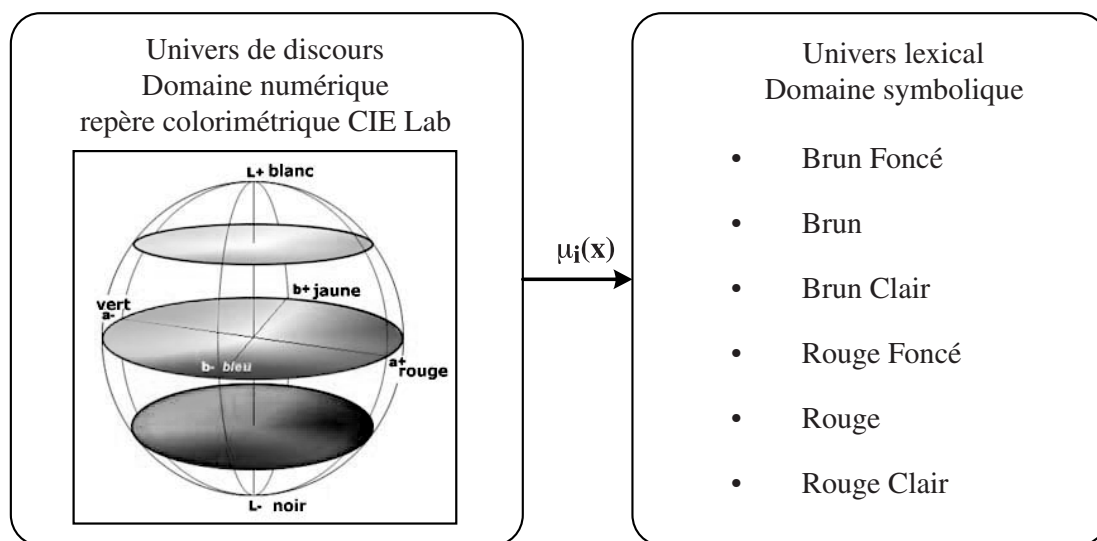 Univers de discours
Domaine numérique
repère colorimétrique CIE Lab
L+ blanc
b+ jaune
vert
a-
b- bleu
a+
rouge
L- noir
μi(x)
Univers lexical
Domaine symbolique
• Brun Foncé
• Brun
• Brun Clair
• Rouge Foncé
• Rouge
• Rouge Clair